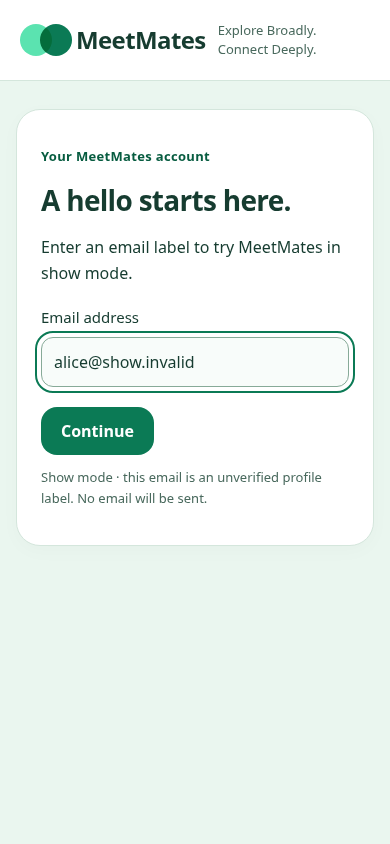 MeetMates
Explore Broadly.
Connect Deeply.
Your MeetMates account
A hello starts here.
Enter an email label to try MeetMates in
show mode.
Email address
alice@show.invalid
Continue
Show mode · this email is an unverified profile
label. No email will be sent.